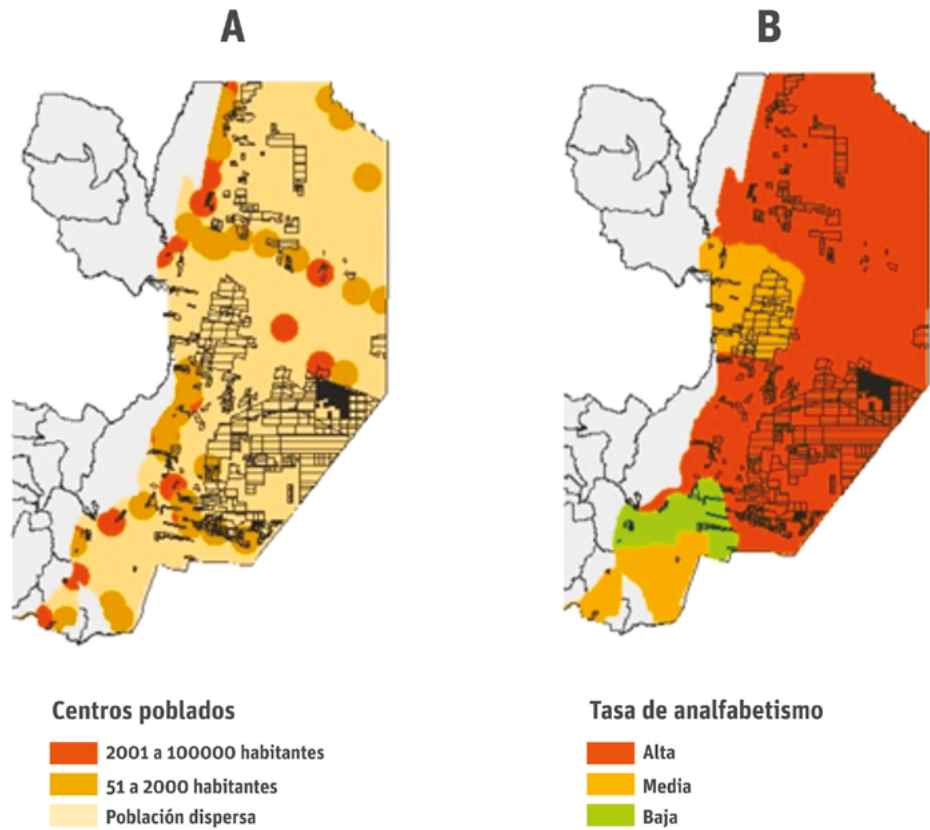 A
B
Centros poblados
2001 a 100000 habitantes
51 a 2000 habitantes
Población dispersa
Tasa de analfabetismo
Alta
Media
Baja